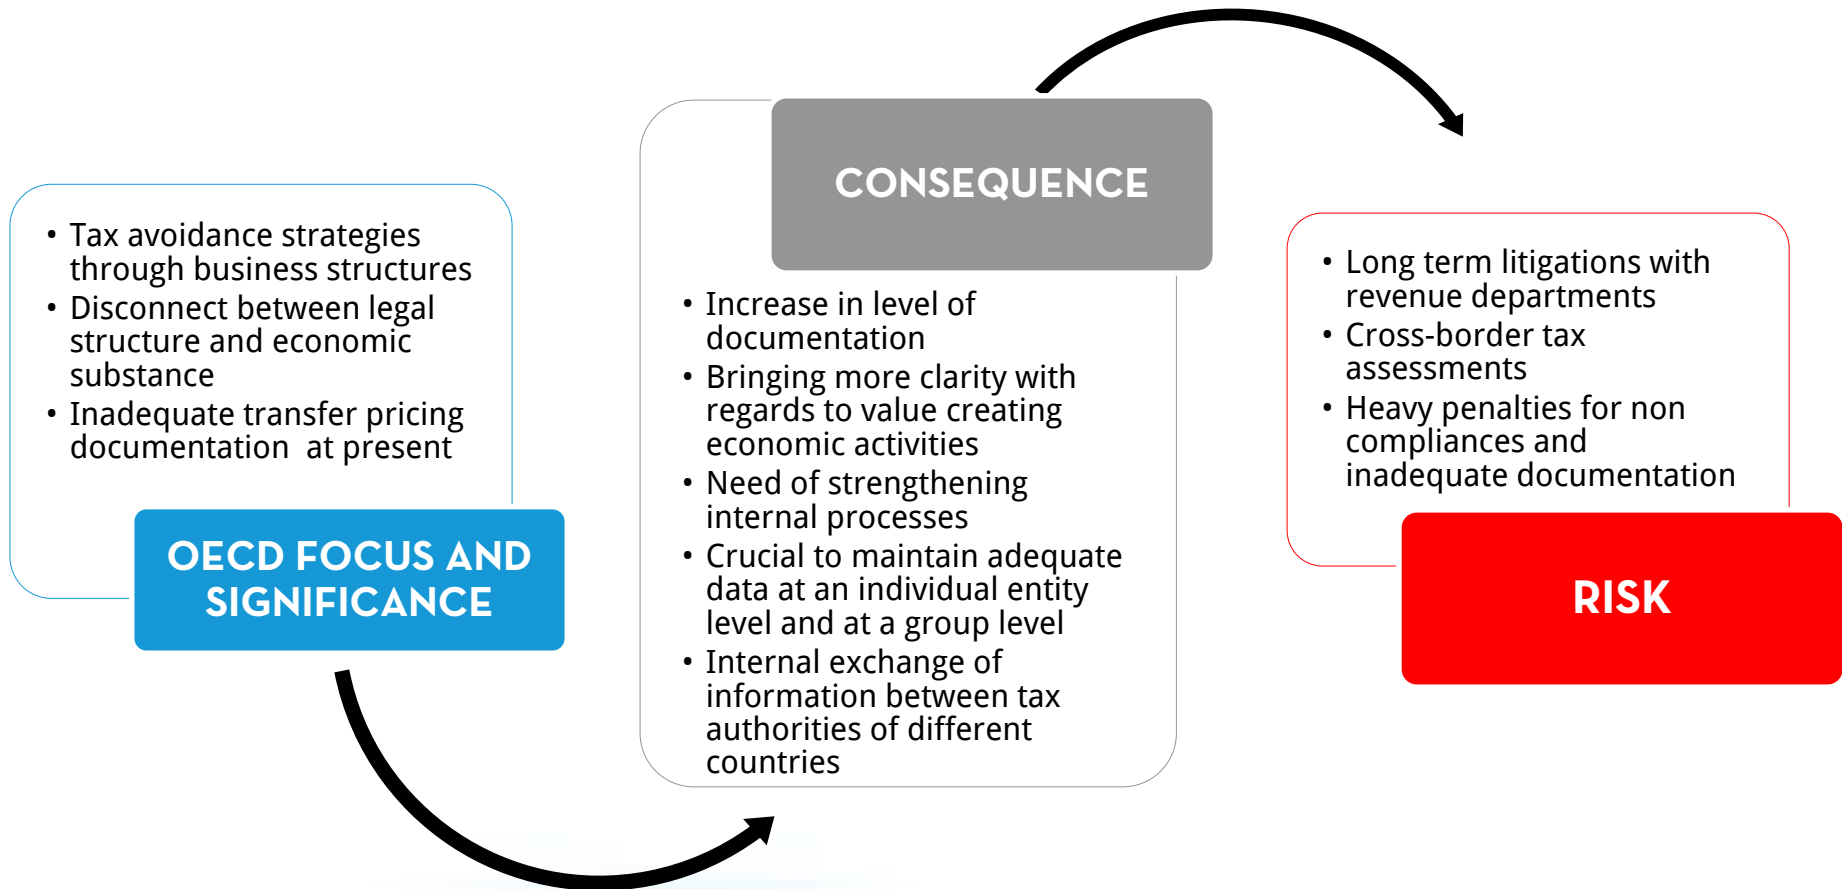 • Tax avoidance strategies
through business structures
• Disconnect between legal
structure and economic
substance
• Inadequate transfer pricing
documentation  at present
OECD FOCUS AND
SIGNIFICANCE
CONSEQUENCE
• Increase in level of
documentation
• Bringing more clarity with
regards to value creating
economic activities
• Need of strengthening
internal processes
• Crucial to maintain adequate
data at an individual entity
level and at a group level
• Internal exchange of
information between tax
authorities of different
countries
• Long term litigations with
revenue departments
• Cross-border tax
assessments
• Heavy penalties for non
compliances and
inadequate documentation
RISK